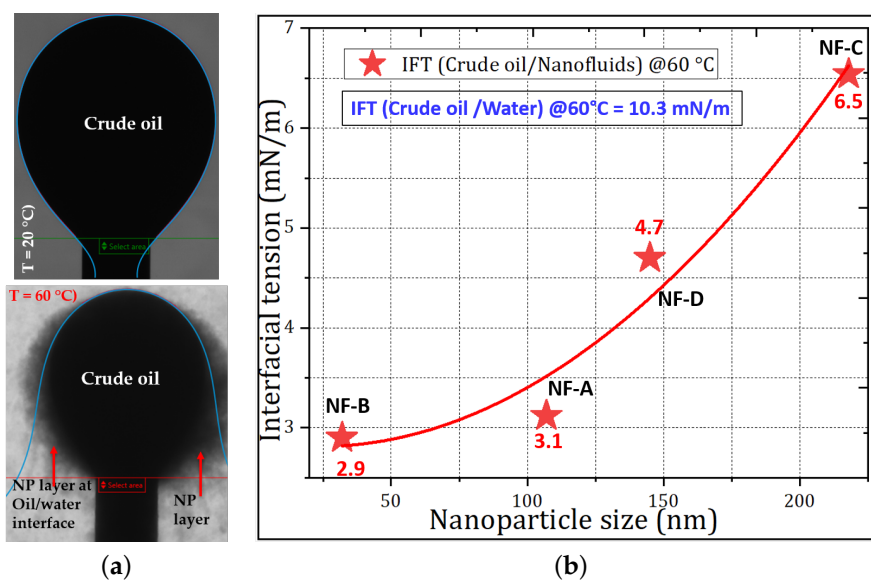 Crude oil
T = 20 °C)
Select area
T = 60 °C)
Crude oil
NP layer at
Oil/water
interface
NP
layer
Select area
(a)
(b)
7
6
5
4
3
Interfacial tension (mN/m)
IFT (Crude oil/Nanofluids) @60 °C
IFT (Crude oil /Water) @60°C = 10.3 mN/m
NF-C
6.5
4.7
NF-D
NF-A
3.1
NF-B
2.9
50
100
150
200
Nanoparticle size (nm)